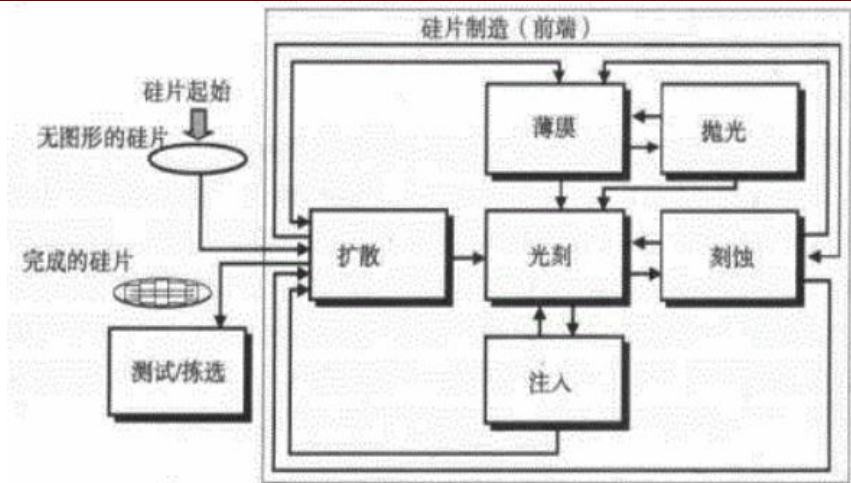 硅片制造（前端）
硅片起始
无图形的硅片
薄膜
抛光
完成的硅片
扩散
光刻
刻蚀
测试/拣选
注入